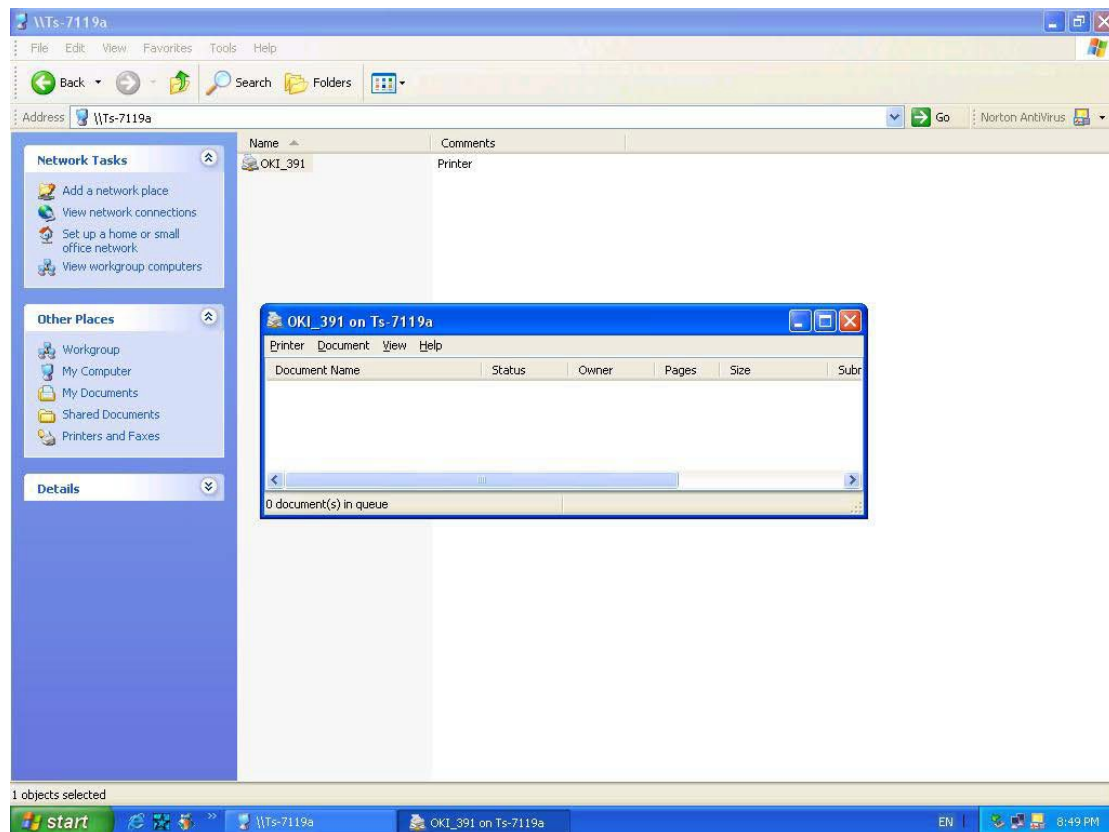 \\Ts-7119a
File Edit View Favorites Tools Help
Back Search Folders
Address \\Ts-7119a Go Norton AntiVirus
Name Comments
OKI_391 Printer
Network Tasks
Add a network place
View network connections
Set up a home or small
office network
View workgroup computers
Other Places
Workgroup
My Computer
My Documents
Shared Documents
Printers and Faxes
Details
OKI_391 on Ts-7119a
Printer Document View Help
Document Name Status Owner Pages Size Subr
0 document(s) in queue
1 objects selected
start \\Ts-7119a OKI_391 on Ts-7119a EN 8:49 PM